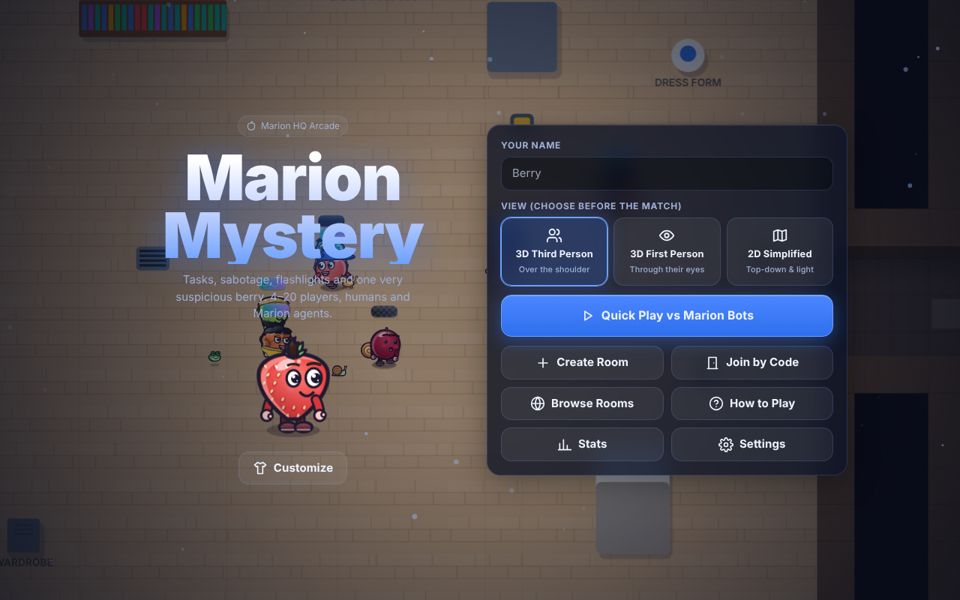 DRESS FORM
Marion HQ Arcade
Marion
Mystery
Tasks, sabotage, flashlights and one very
suspicious berry. 4–20 players, humans and
Marion agents.
Customize
WARDROBE
YOUR NAME
Berry
VIEW (CHOOSE BEFORE THE MATCH)
3D Third Person
Over the shoulder
3D First Person
Through their eyes
2D Simplified
Top-down & light
Quick Play vs Marion Bots
Create Room
Join by Code
Browse Rooms
How to Play
Stats
Settings